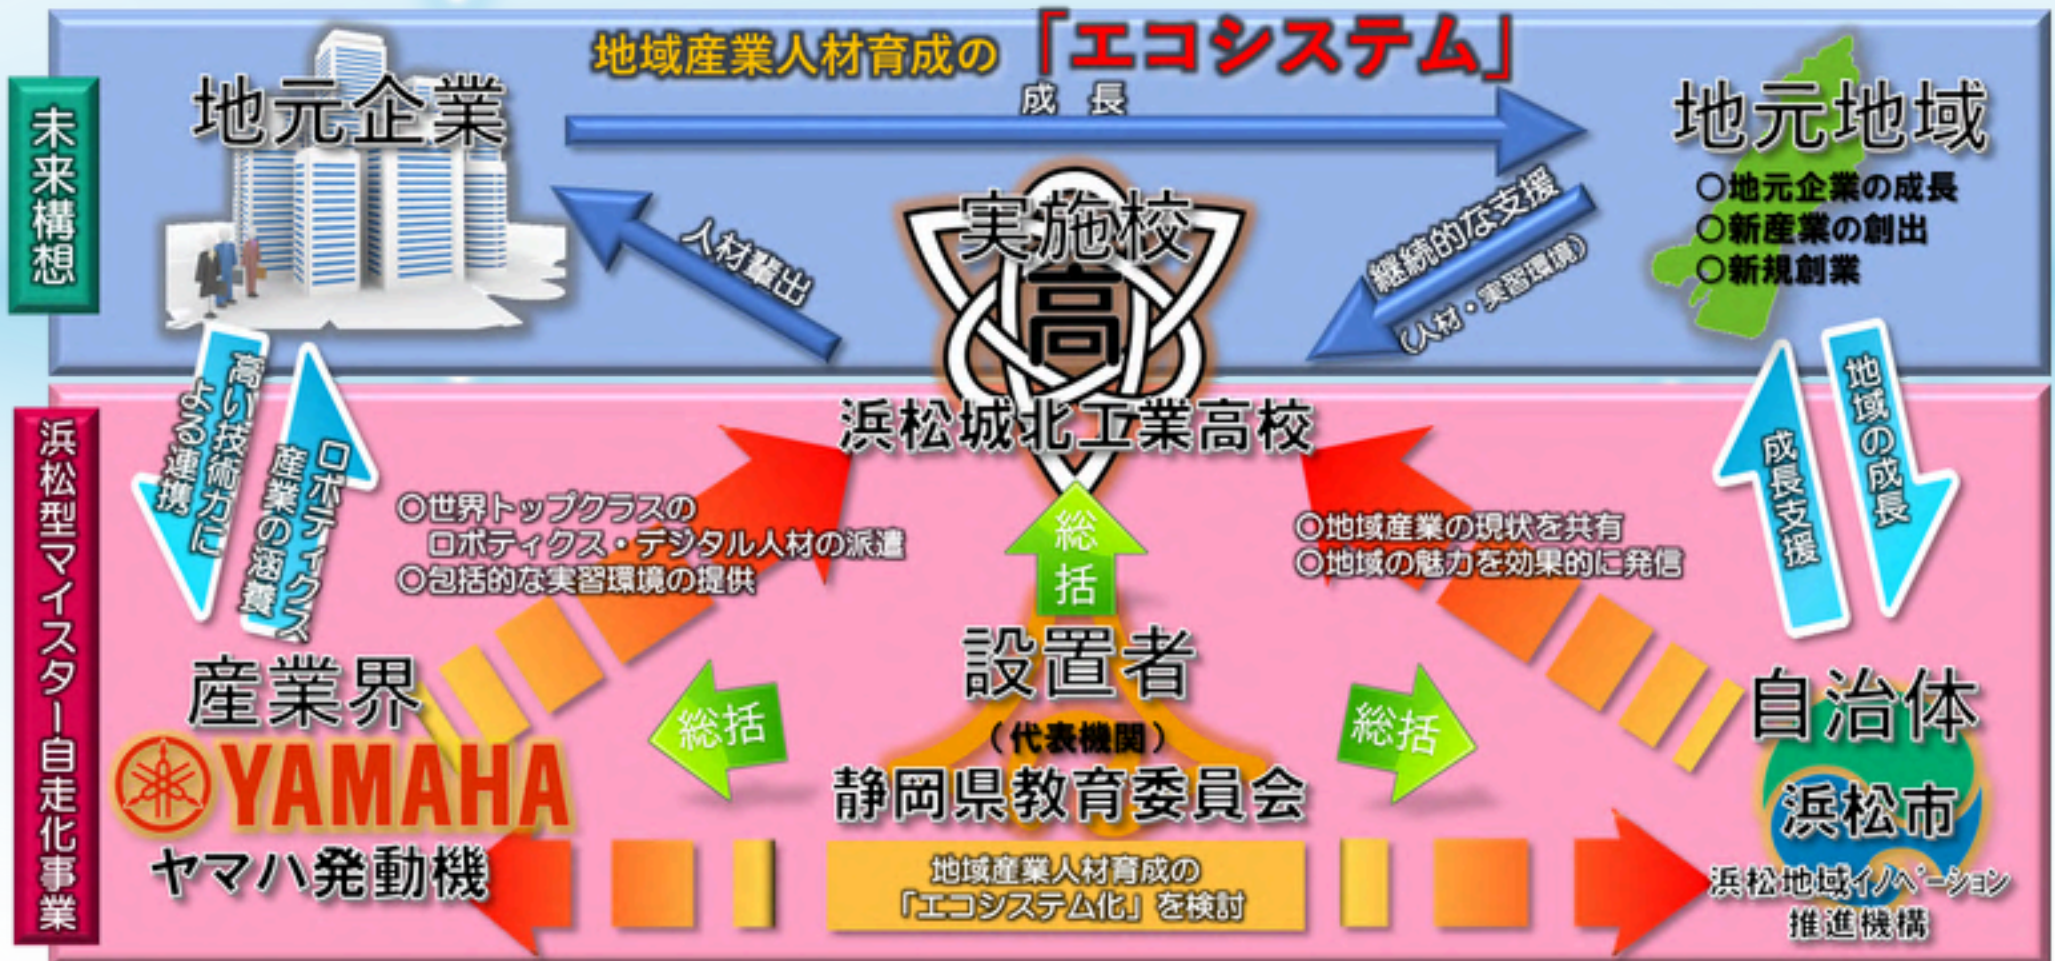 地域産業人材育成の「エコシステム」
未来構想
地元企業
成長
地元地域
○地元企業の成長
○新産業の創出
○新規創業
人材輩出
実施校
高
継続的な支援
(人材・実習環境)
浜松城北工業高校
高い技術力に
よる連携
ロボティクス
産業の涵養
成長支援
地域の成長
浜松型マイスター自走化事業
○世界トップクラスの
ロボティクス・デジタル人材の派遣
○包括的な実習環境の提供
総括
○地域産業の現状を共有
○地域の魅力を効果的に発信
産業界
YAMAHA
ヤマハ発動機
総括
設置者
(代表機関)
静岡県教育委員会
総括
自治体
浜松市
浜松地域イノベーション
推進機構
地域産業人材育成の
「エコシステム化」を検討